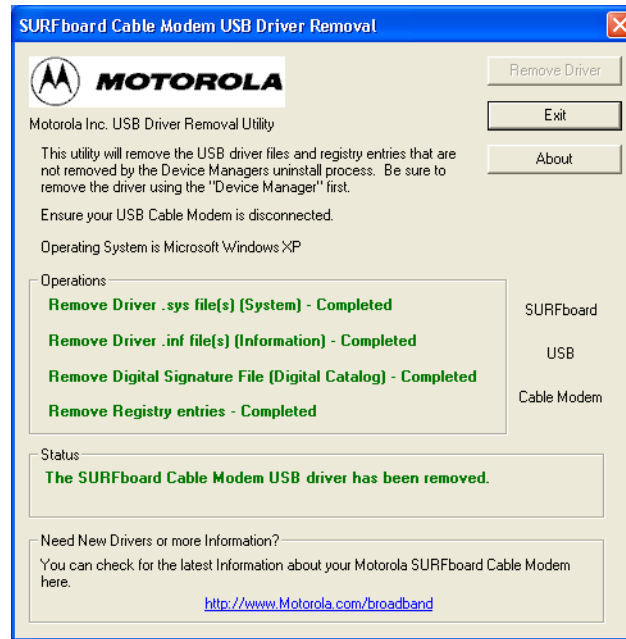 SURFboard Cable Modem USB Driver Removal
MOTOROLA
Remove Driver
Exit
Motorola Inc. USB Driver Removal Utility
About
This utility will remove the USB driver files and registry entries that are
not removed by the Device Managers uninstall process.  Be sure to
remove the driver using the "Device Manager" first.
Ensure your USB Cable Modem is disconnected.
Operating System is Microsoft Windows XP
Operations
Remove Driver .sys file(s) (System) - Completed
Remove Driver .inf file(s) (Information) - Completed
Remove Digital Signature File (Digital Catalog) - Completed
Remove Registry entries - Completed
SURFboard
USB
Cable Modem
Status
The SURFboard Cable Modem USB driver has been removed.
Need New Drivers or more Information?
You can check for the latest Information about your Motorola SURFboard Cable Modem
here.
http://www.Motorola.com/broadband